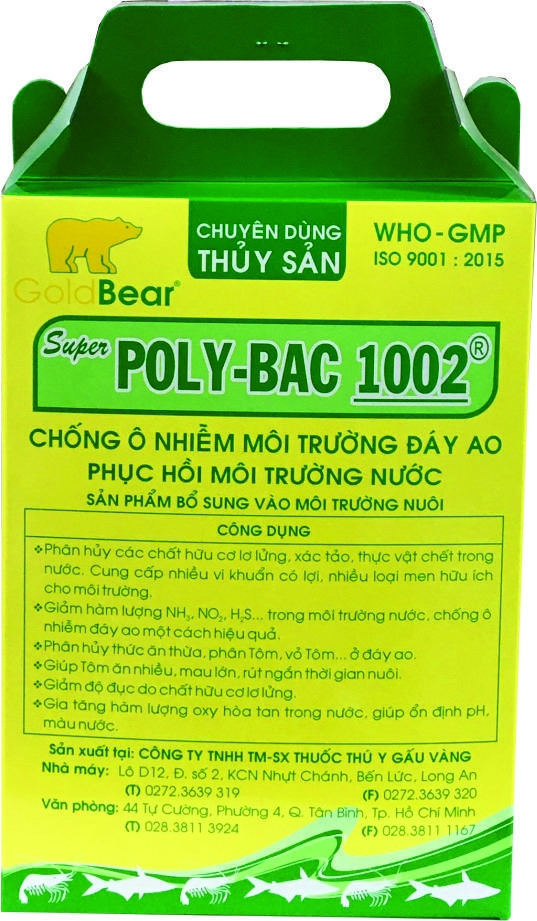 CHUYÊN DÙNG
THỦY SẢN
WHO - GMP
ISO 9001 : 2015
GoldBear®
Super POLY-BAC 1002®
CHỐNG Ô NHIỄM MÔI TRƯỜNG ĐÁY AO
PHỤC HỒI MÔI TRƯỜNG NƯỚC
SẢN PHẨM BỔ SUNG VÀO MÔI TRƯỜNG NUÔI
CÔNG DỤNG
❖Phân hủy các chất hữu cơ lơ lửng, xác tảo, thực vật chết trong
nước. Cung cấp nhiều vi khuẩn có lợi, nhiều loại men hữu ích
cho môi trường.
❖Giảm hàm lượng NH₃, NO₂, H₂S... trong môi trường nước, chống ô
nhiễm đáy ao một cách hiệu quả.
❖Phân hủy thức ăn thừa, phân Tôm, vỏ Tôm... ở đáy ao.
❖Giúp Tôm ăn nhiều, mau lớn, rút ngắn thời gian nuôi.
❖Giảm độ đục do chất hữu cơ lơ lửng.
❖Gia tăng hàm lượng oxy hòa tan trong nước, giúp ổn định pH,
màu nước.
Sản xuất tại: CÔNG TY TNHH TM-SX THUỐC THÚ Y GẤU VÀNG
Nhà máy: Lô D12, Đ. số 2, KCN Nhựt Chánh, Bến Lức, Long An
(T) 0272.3639 319 (F) 0272.3639 320
Văn phòng: 44 Tự Cường, Phường 4, Q. Tân Bình, Tp. Hồ Chí Minh
(T) 028.3811 3924 (F) 028.3811 1167